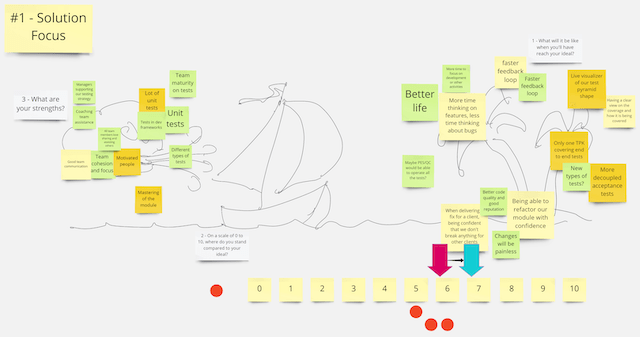 #1 - Solution
Focus
1 - What will it be like
when you'll have
reach your ideal?
3 - What are
your strengths?
Managers
supporting
our testing
strategy
Coaching
team
assistance
Lot of
unit
tests
Team
maturity
on tests
Tests in dev
frameworks
Unit
tests
Good team
communication
Team
cohesion
and focus
Motivated
people
Different
types of
tests
Mastering
of the
module
2 - On a scale of 0 to
10, where do you stand
compared to your
ideal?
Better
life
More time to
focus on
development or
other activities
faster
feedback
loop
Faster
feedback
loop
More time
thinking on
features, less
time thinking
about bugs
Live visualizer
of our test
pyramid
shape
Having a clear
view on the
coverage and
how it is being
covered
Maybe PEX/QE
would be able
to operate all
the tests?
Only one TPK
covering end
to end tests
New
types of
tests?
More
decoupled
acceptance
tests
Better code
quality and
good
reputation
Being able to
refactor our
module with
confidence
When delivering
fix for a client,
being confident
that we don't
break anything for
other clients
Changes
will be
painless
0 1 2 3 4 5 6 7 8 9 10